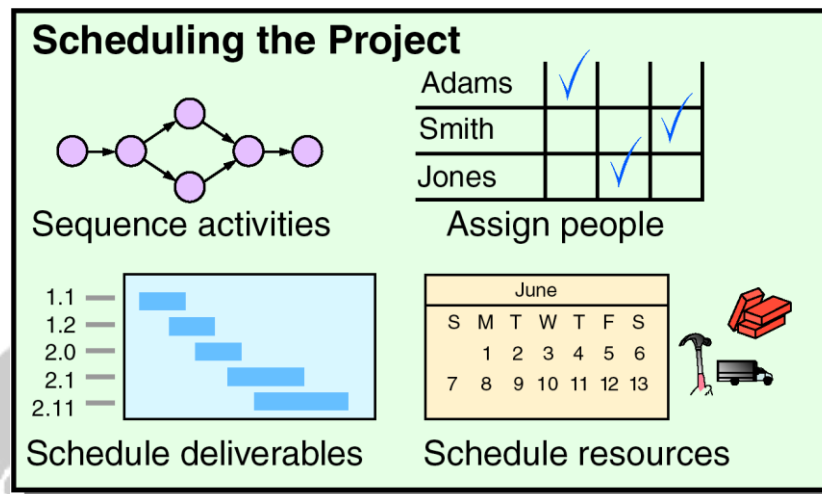 Scheduling the Project
Adams
Smith
Jones
Sequence activities
Assign people
1.1
1.2
2.0
2.1
2.11
June
S M T W T F S
1 2 3 4 5 6
7 8 9 10 11 12 13
Schedule deliverables
Schedule resources